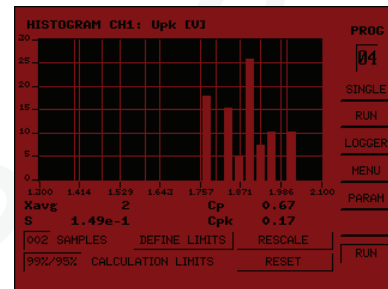 HISTOGRAM CH1: Upk [V]
PROG
04
30
25
20
15
10
5
0
1.200 1.414 1.529 1.643 1.757 1.871 1.986 2.100
Xavg 2 Cp 0.67
S 1.49e-1 Cpk 0.17
002 SAMPLES DEFINE LIMITS RESCALE
99%/95% CALCULATION LIMITS RESET
SINGLE
RUN
LOGGER
MENU
PARAM
RUN